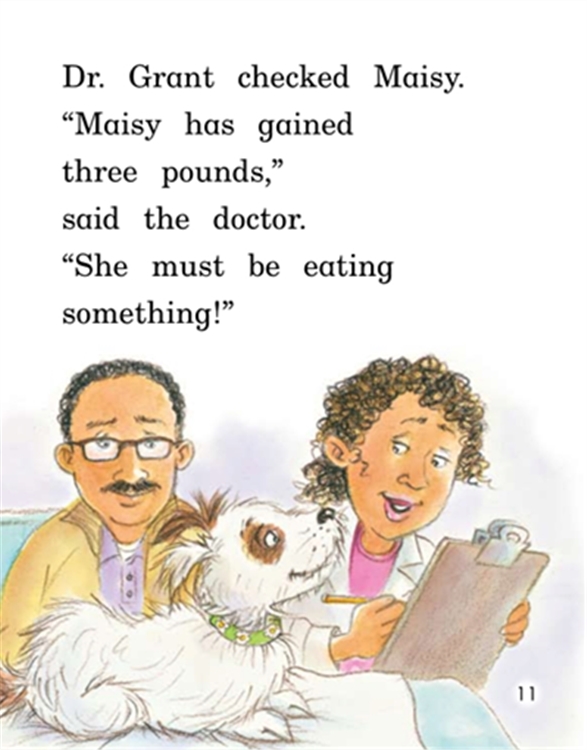 Dr. Grant checked Maisy.
“Maisy has gained
three pounds,”
said the doctor.
“She must be eating
something!”
11